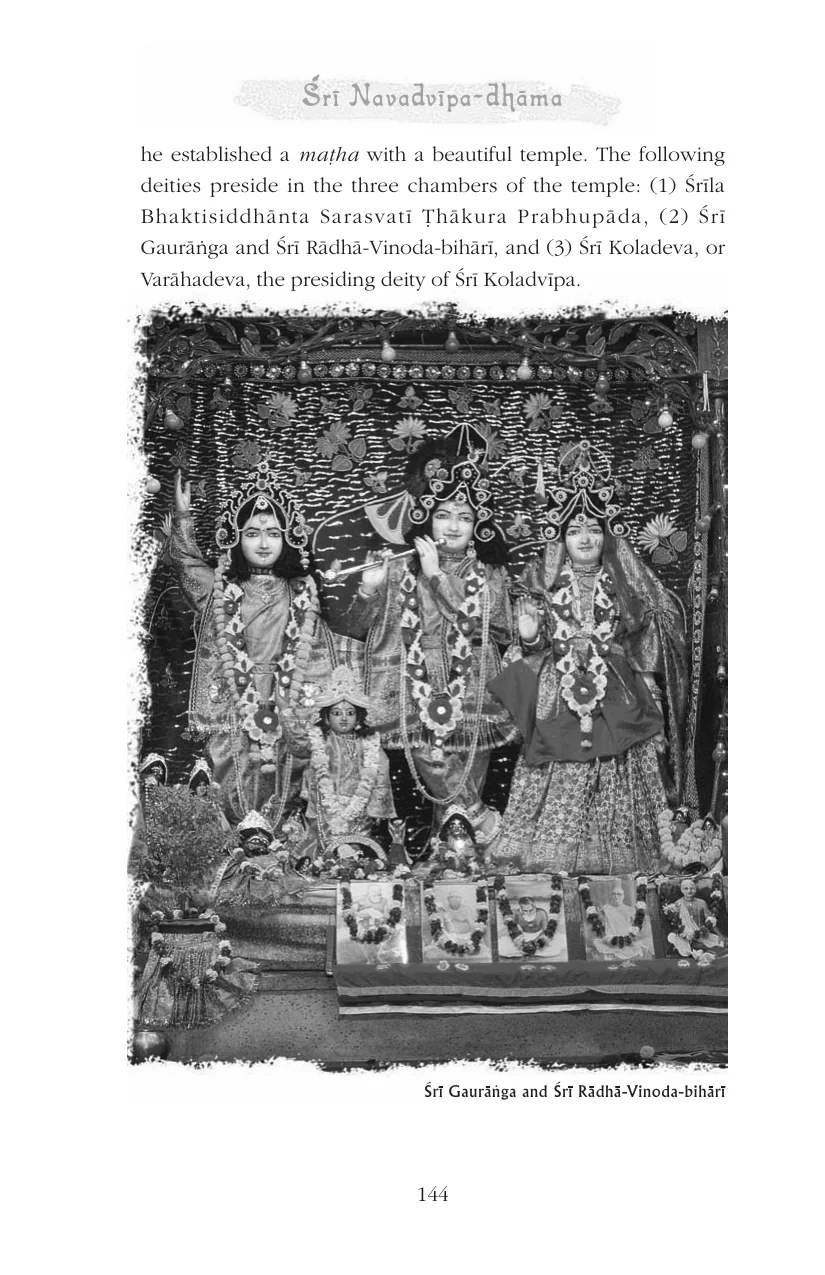 Śrī Navadvīpa-dhāma
he established a maṭha with a beautiful temple. The following
deities preside in the three chambers of the temple: (1) Śrīla
Bhaktisiddhānta Sarasvatī Ṭhākura Prabhupāda, (2) Śrī
Gaurāṅga and Śrī Rādhā-Vinoda-bihārī, and (3) Śrī Koladeva, or
Varāhadeva, the presiding deity of Śrī Koladvīpa.
Śrī Gaurāṅga and Śrī Rādhā-Vinoda-bihārī
144